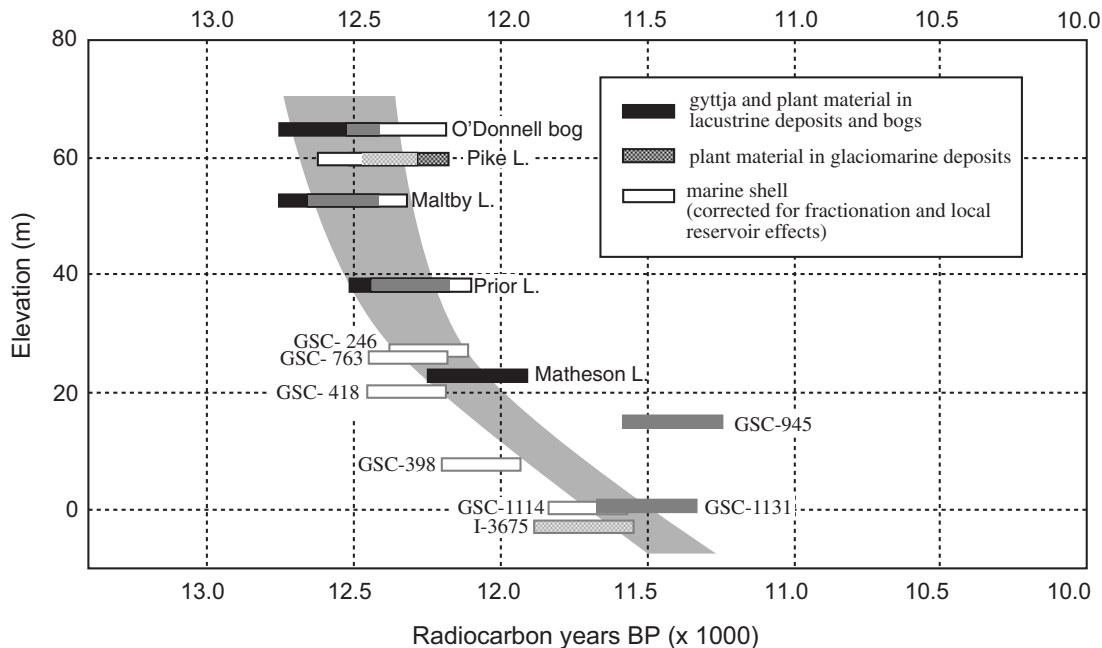 13.0 12.5 12.0 11.5 11.0 10.5 10.0
80
60
40
20
0
Elevation (m)
gyttja and plant material in
lacustrine deposits and bogs
plant material in glaciomarine deposits
marine shell
(corrected for fractionation and local
reservoir effects)
O'Donnell bog
Pike L.
Maltby L.
Prior L.
GSC- 246
GSC- 763
Matheson L.
GSC- 418
GSC-945
GSC-398
GSC-1114
GSC-1131
I-3675
13.0 12.5 12.0 11.5 11.0 10.5 10.0
Radiocarbon years BP (x 1000)